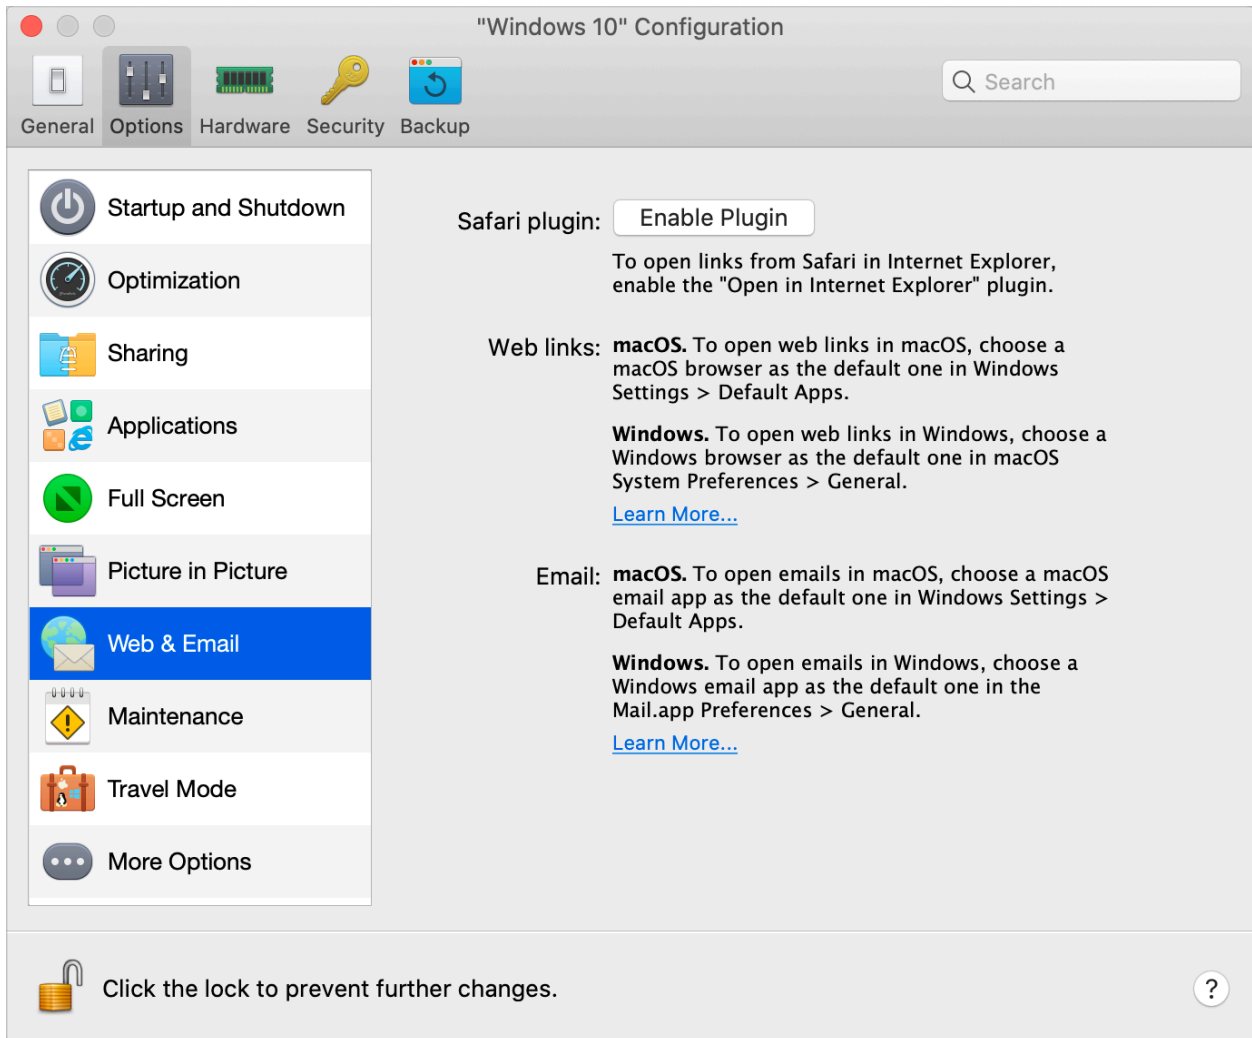 "Windows 10" Configuration
General
Options
Hardware
Security
Backup
Search
Startup and Shutdown
Optimization
Sharing
Applications
Full Screen
Picture in Picture
Web & Email
Maintenance
Travel Mode
More Options
Safari plugin:
Enable Plugin
To open links from Safari in Internet Explorer,
enable the "Open in Internet Explorer" plugin.
Web links:
macOS. To open web links in macOS, choose a
macOS browser as the default one in Windows
Settings > Default Apps.
Windows. To open web links in Windows, choose a
Windows browser as the default one in macOS
System Preferences > General.
Learn More...
Email:
macOS. To open emails in macOS, choose a macOS
email app as the default one in Windows Settings >
Default Apps.
Windows. To open emails in Windows, choose a
Windows email app as the default one in the
Mail.app Preferences > General.
Learn More...
Click the lock to prevent further changes.
?